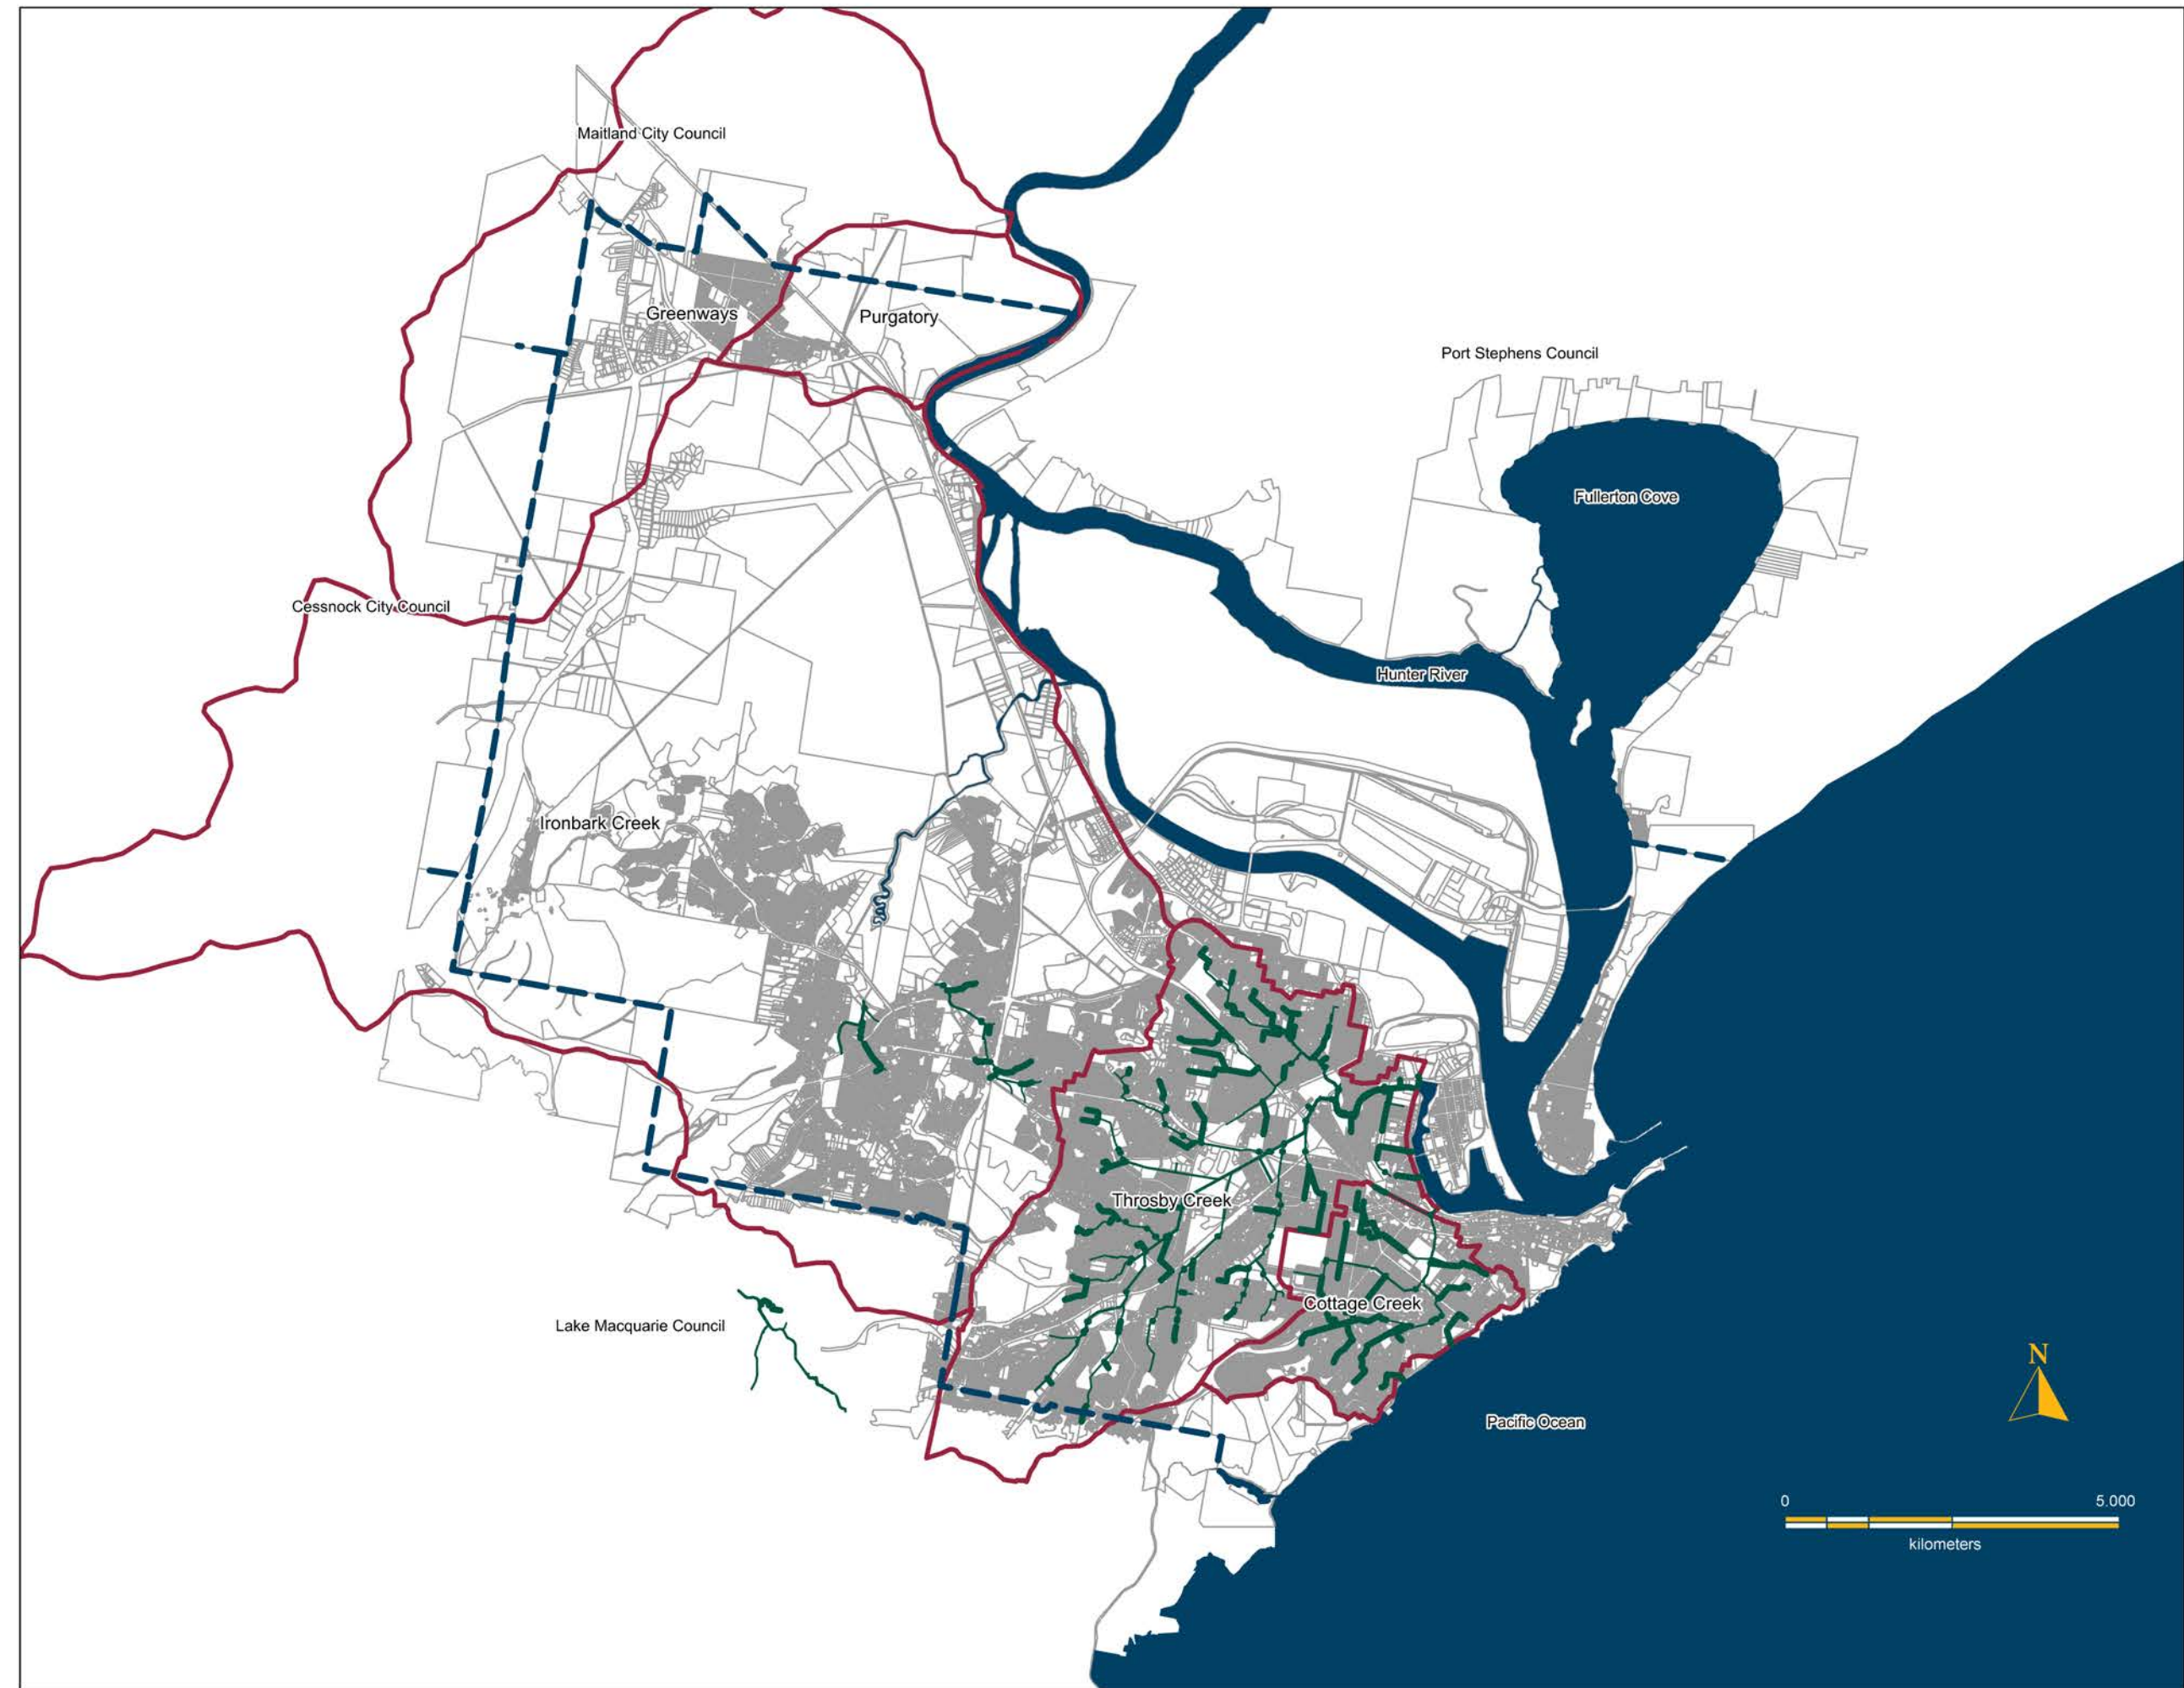 Maitland City Council
Greenways
Purgatory
Port Stephens Council
Fullerton Cove
Cessnock City Council
Hunter River
Ironbark Creek
Throsby Creek
Cottage Creek
Lake Macquarie Council
Pacific Ocean
N
0 5.000
kilometers